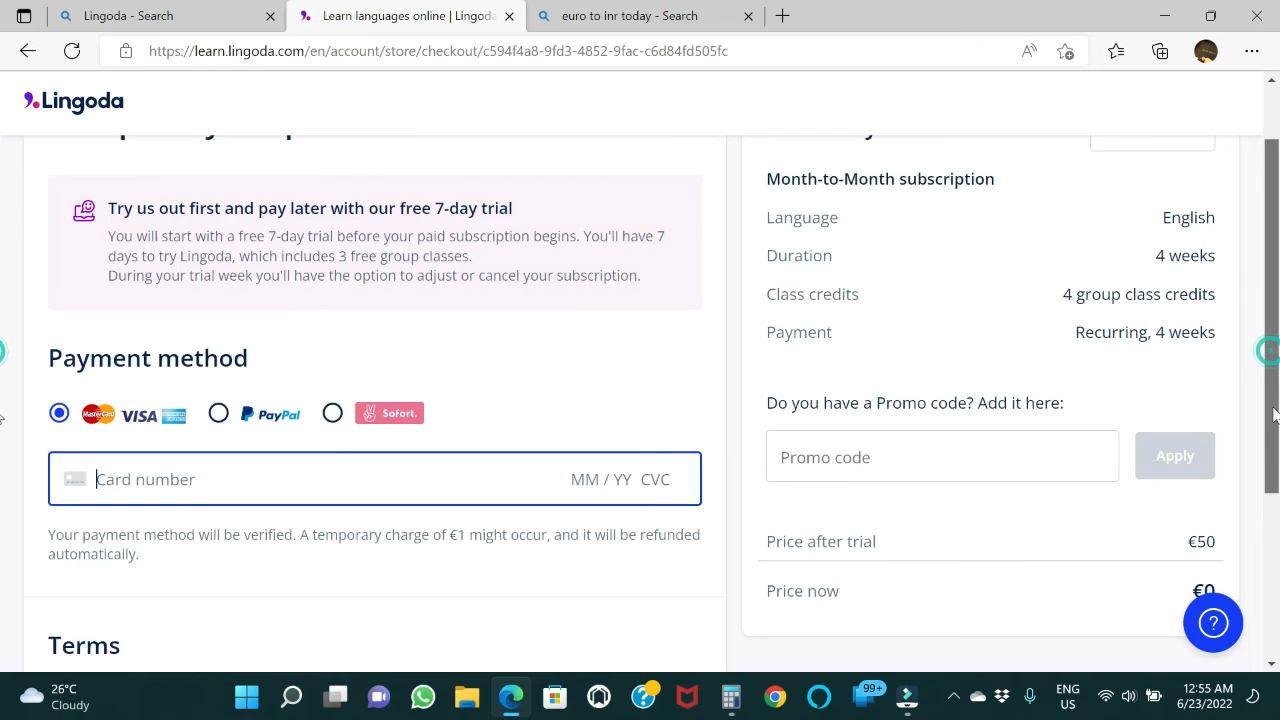 Lingoda - Search
Learn languages online | Lingoda
euro to inr today - Search
https://learn.lingoda.com/en/account/store/checkout/c594f4a8-9fd3-4852-9fac-c6d84fd505fc
Lingoda
Try us out first and pay later with our free 7-day trial
You will start with a free 7-day trial before your paid subscription begins. You'll have 7
days to try Lingoda, which includes 3 free group classes.
During your trial week you'll have the option to adjust or cancel your subscription.
Payment method
MasterCard VISA PayPal Sofort.
Card number MM / YY CVC
Your payment method will be verified. A temporary charge of €1 might occur, and it will be refunded
automatically.
Terms
Month-to-Month subscription
Language English
Duration 4 weeks
Class credits 4 group class credits
Payment Recurring, 4 weeks
Do you have a Promo code? Add it here:
Promo code Apply
Price after trial €50
Price now €0
?
26°C
Cloudy
99+
ENG
US
12:55 AM
6/23/2022